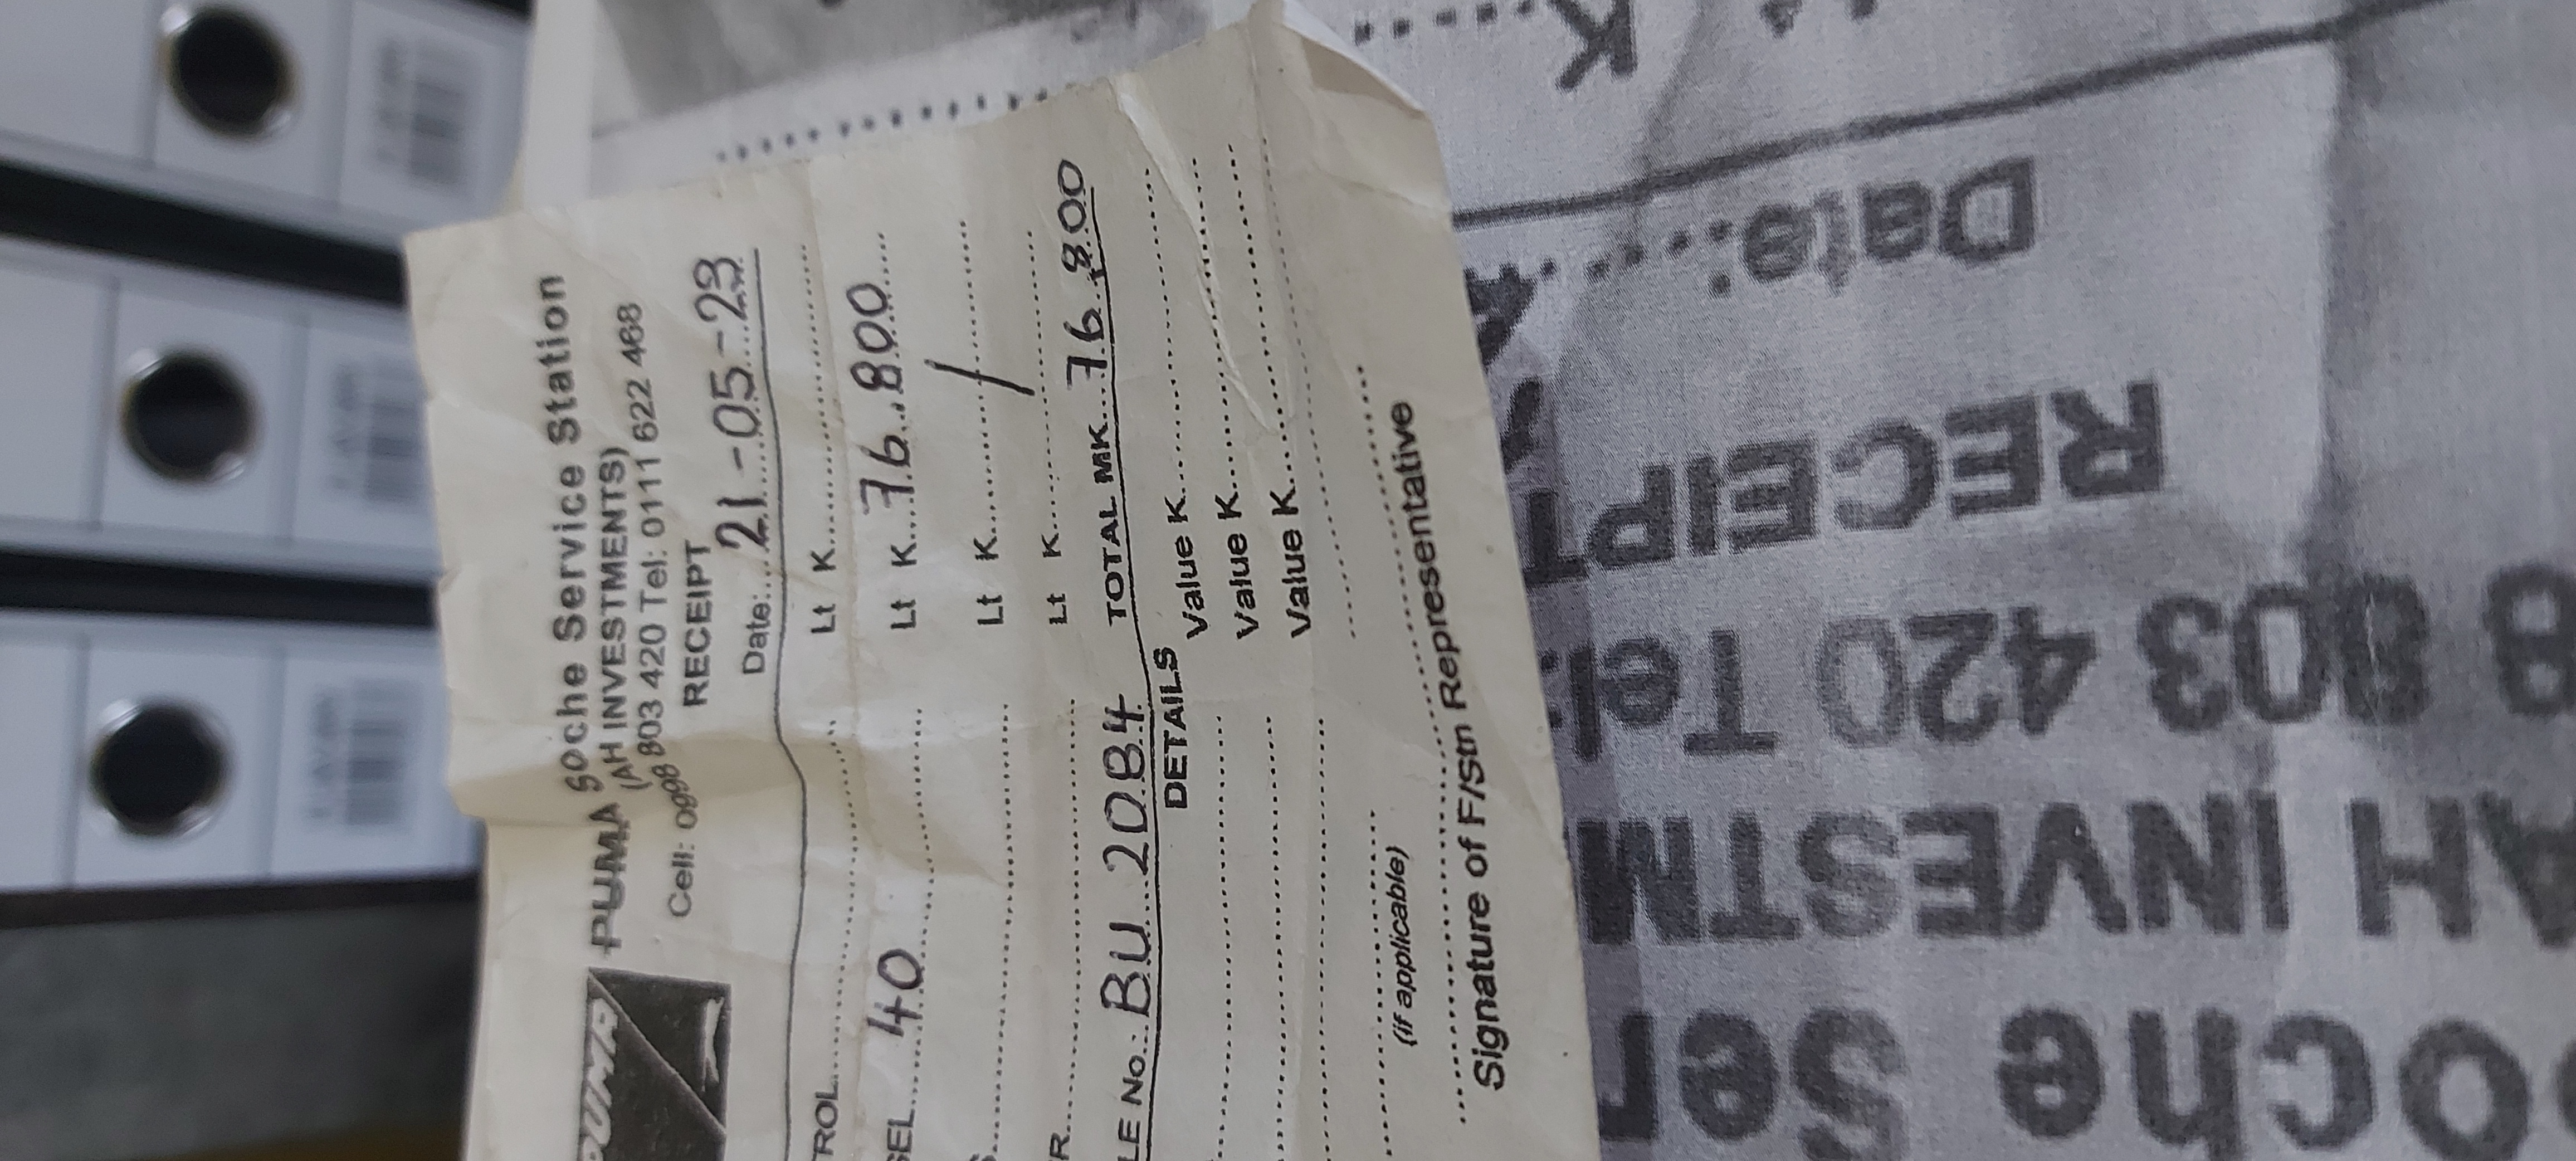 PUMA
PUMA Soche Service Station
(AH INVESTMENTS)
Cell: 0998 803 420 Tel: 0111 622 468
RECEIPT
Date:....21-05-23
TROL.......... Lt K..........
SEL....40.......... Lt K....76,800....
S.......... Lt K........../..........
R.......... Lt K..........
LE No.: BU 2084 TOTAL MK....76,800
DETAILS
Value K..........
Value K..........
Value K..........
(if applicable)
Signature of F/Stn Representative
oche Ser
AH INVESTM
8 803 420 Tel:
RECEIPT
Date:....
K....